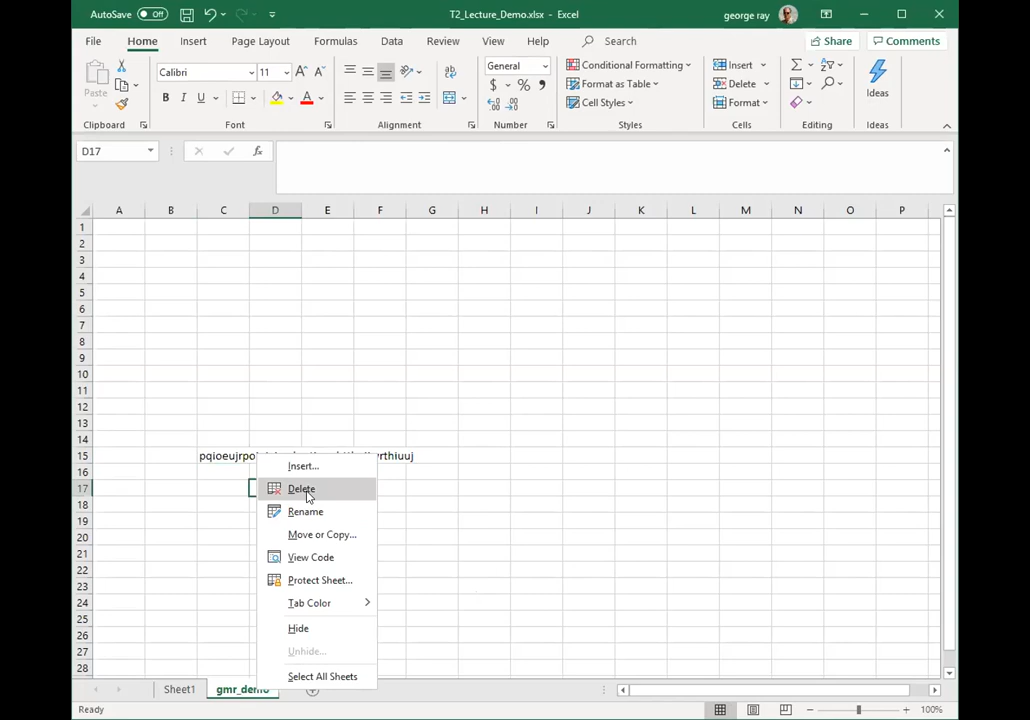 AutoSave Off T2_Lecture_Demo.xlsx - Excel george ray
File Home Insert Page Layout Formulas Data Review View Help Search Share Comments
Paste Calibri 11 General $ % Conditional Formatting Format as Table Cell Styles Insert Delete Format Ideas
Clipboard Font Alignment Number Styles Cells Editing Ideas
D17 fx
A B C D E F G H I J K L M N O P
1
2
3
4
5
6
7
8
9
10
11
12
13
14
15
16
17
18
19
20
21
22
23
24
25
26
27
28
Insert...
Delete
Rename
Move or Copy...
View Code
Protect Sheet...
Tab Color
Hide
Unhide...
Select All Sheets
Sheet1 gmr_demo
Ready 100%